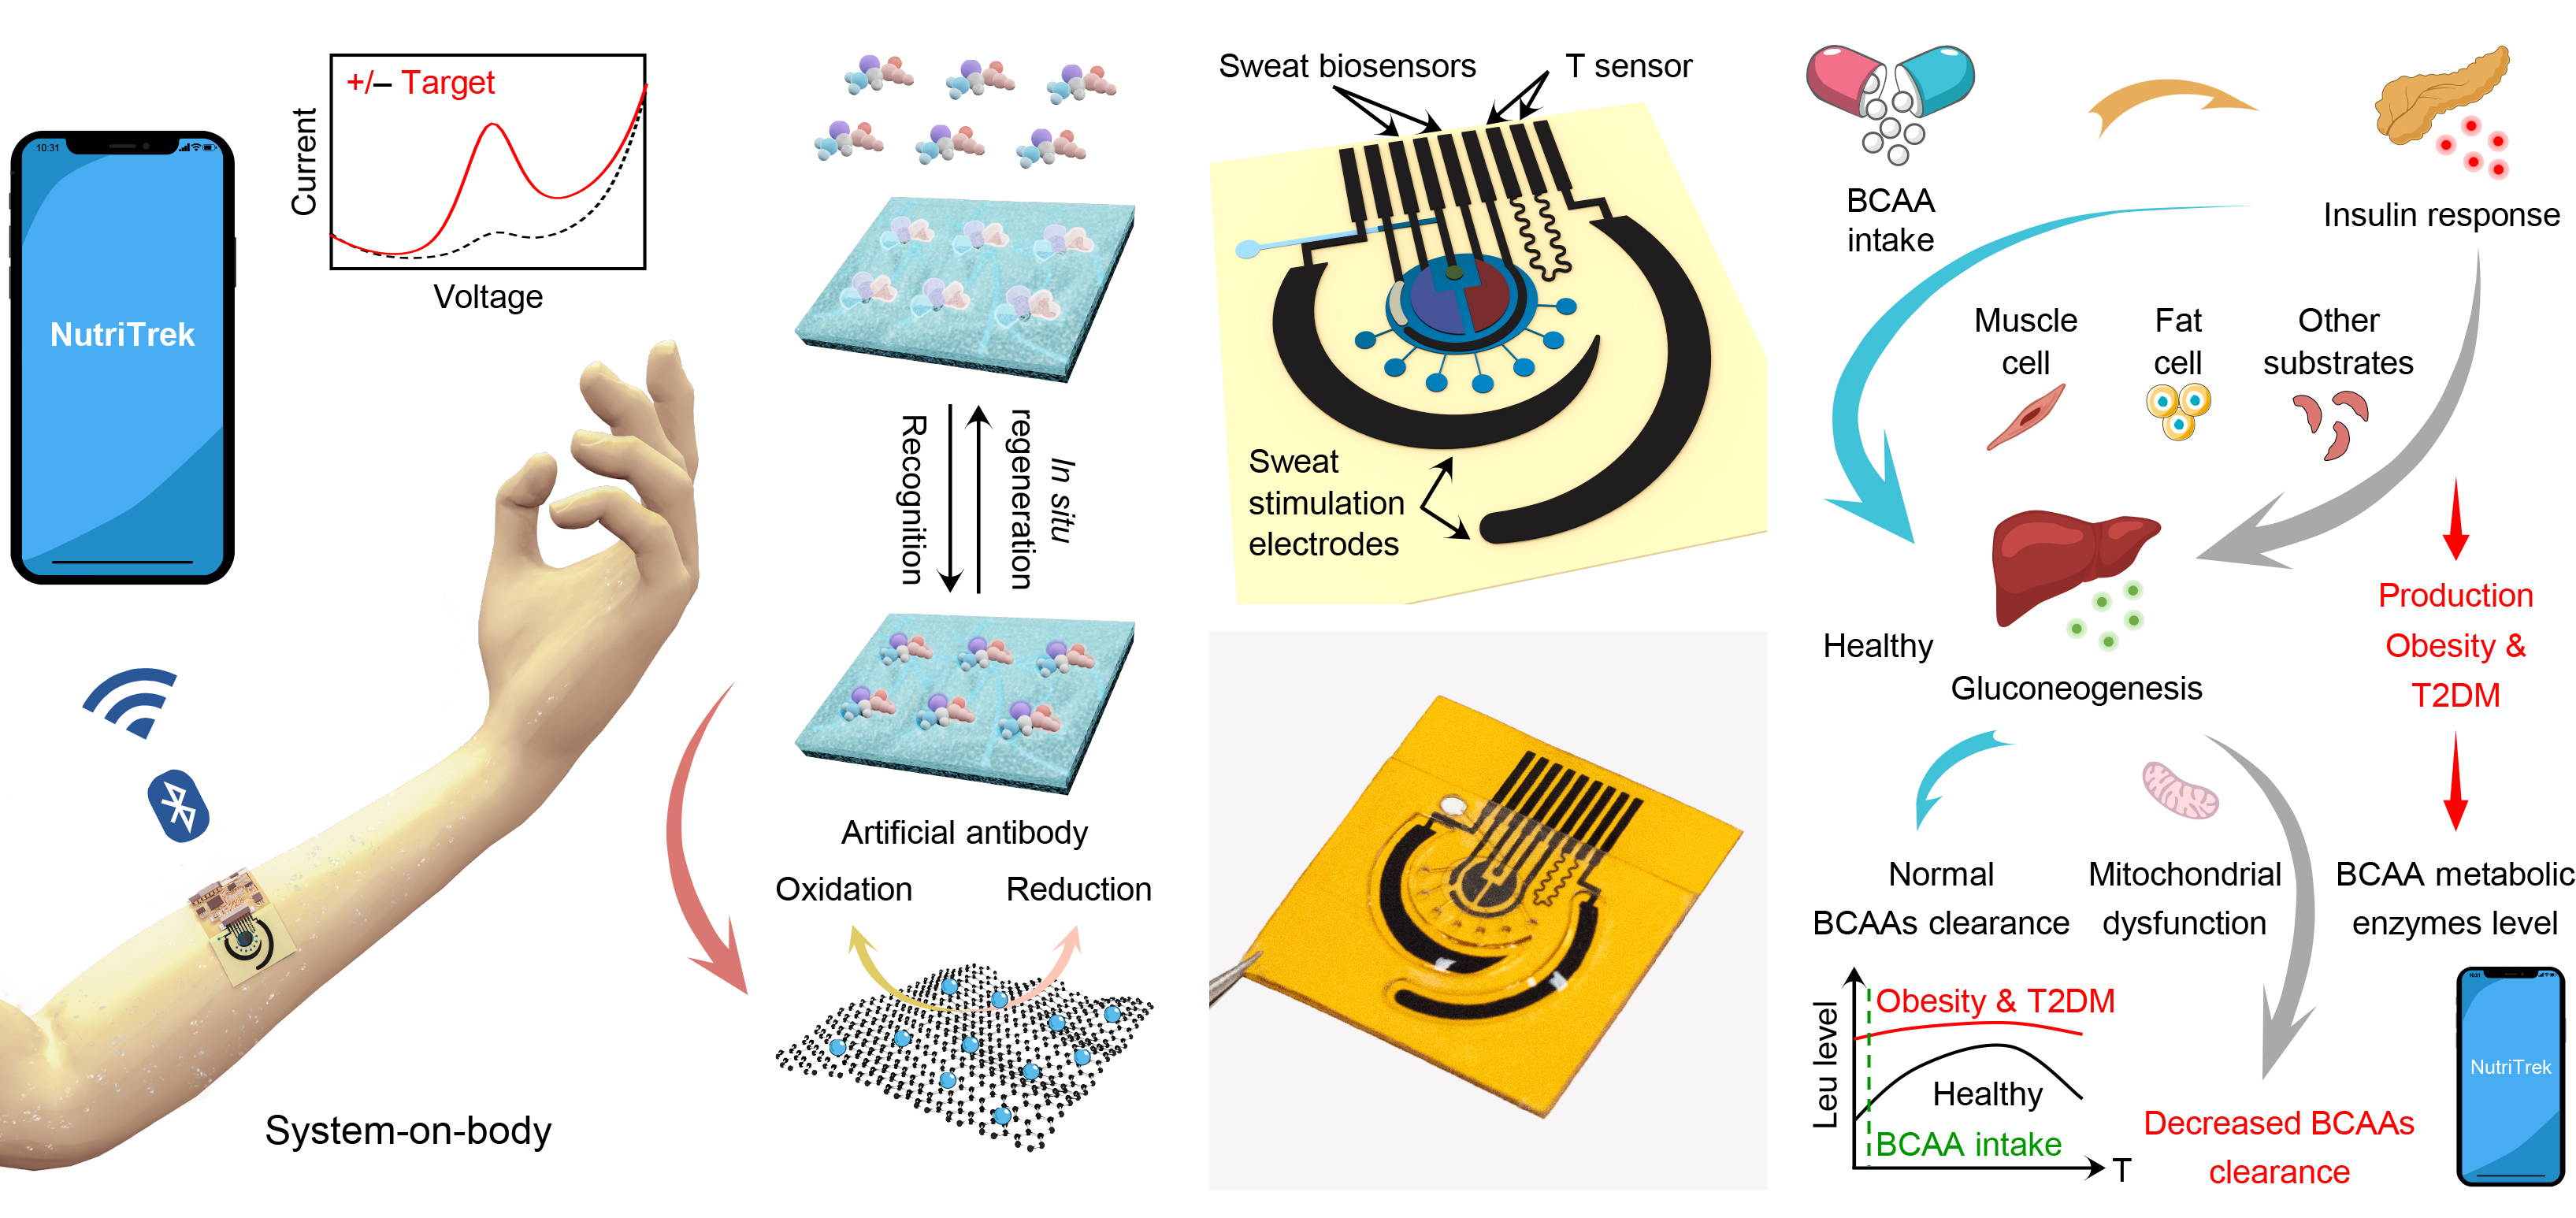 10:31
NutriTrek
+/– Target
Current
Voltage
System-on-body
Recognition
In situ
regeneration
Artificial antibody
Oxidation
Reduction
Sweat biosensors
T sensor
Sweat
stimulation
electrodes
BCAA
intake
Insulin response
Muscle
cell
Fat
cell
Other
substrates
Production
Obesity &
T2DM
Healthy
Gluconeogenesis
Normal
BCAAs clearance
Mitochondrial
dysfunction
BCAA metabolic
enzymes level
Leu level
Obesity & T2DM
Healthy
BCAA intake
T
Decreased BCAAs
clearance
10:31
NutriTrek